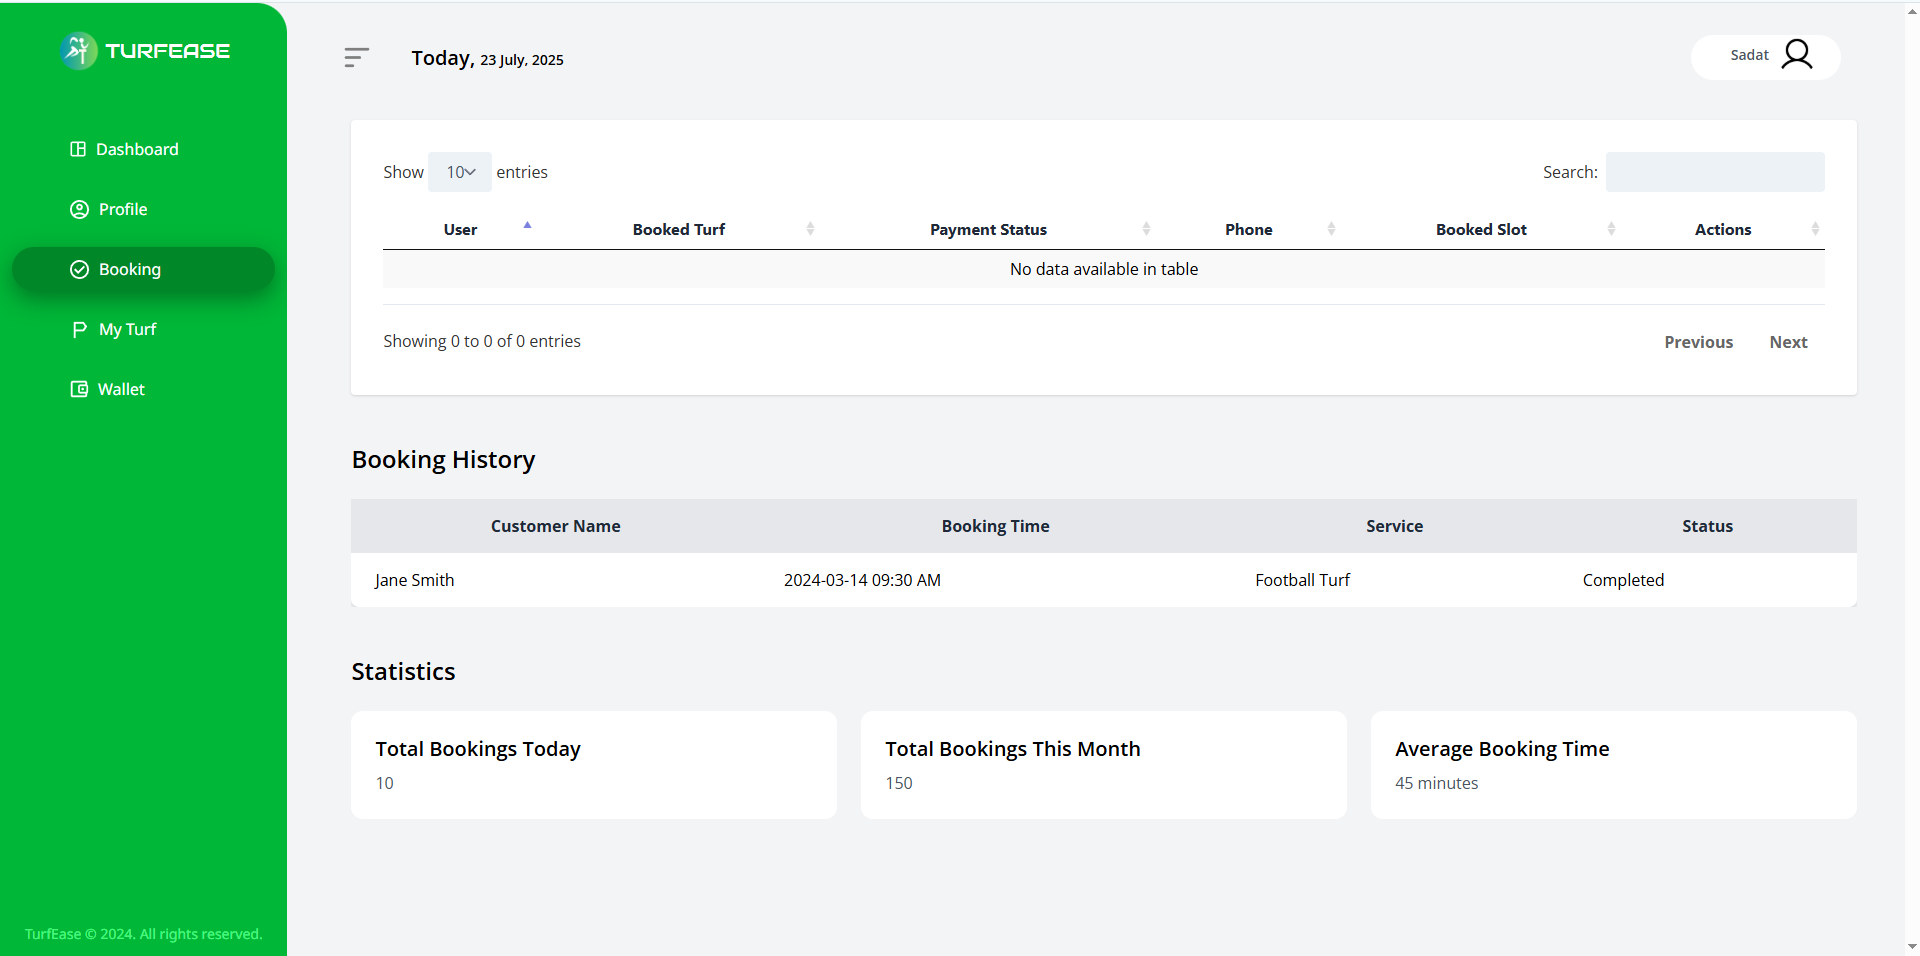 TURFEASE
Dashboard
Profile
Booking
My Turf
Wallet
TurfEase © 2024. All rights reserved.
Today, 23 July, 2025
Sadat
Show 10 entries
Search:
User Booked Turf Payment Status Phone Booked Slot Actions
No data available in table
Showing 0 to 0 of 0 entries
Previous Next
Booking History
Customer Name Booking Time Service Status
Jane Smith 2024-03-14 09:30 AM Football Turf Completed
Statistics
Total Bookings Today
10
Total Bookings This Month
150
Average Booking Time
45 minutes